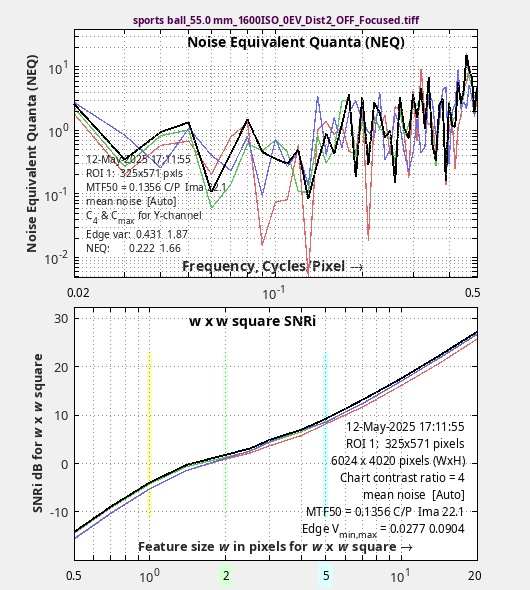 sports ball_55.0 mm_1600ISO_0EV_Dist2_OFF_Focused.tiff
Noise Equivalent Quanta (NEQ)
Noise Equivalent Quanta (NEQ)
10¹
10⁰
10⁻¹
10⁻²
12-May-2025 17:11:55
ROI 1: 325x571 pxls
MTF50 = 0.1356 C/P Ima 22.1
mean noise [Auto]
C₄ & Cmax for Y-channel
Edge var: 0.431 1.87
NEQ: 0.222 1.66
Frequency, Cycles/Pixel →
0.02 10⁻¹ 0.5
w x w square SNRi
SNRi dB for w x w square
30
20
10
0
-10
12-May-2025 17:11:55
ROI 1: 325x571 pixels
6024 x 4020 pixels (WxH)
Chart contrast ratio = 4
mean noise [Auto]
MTF50 = 0.1356 C/P Ima 22.1
Edge Vmin,max = 0.0277 0.0904
Feature size w in pixels for w x w square →
0.5 10⁰ 2 5 10¹ 20